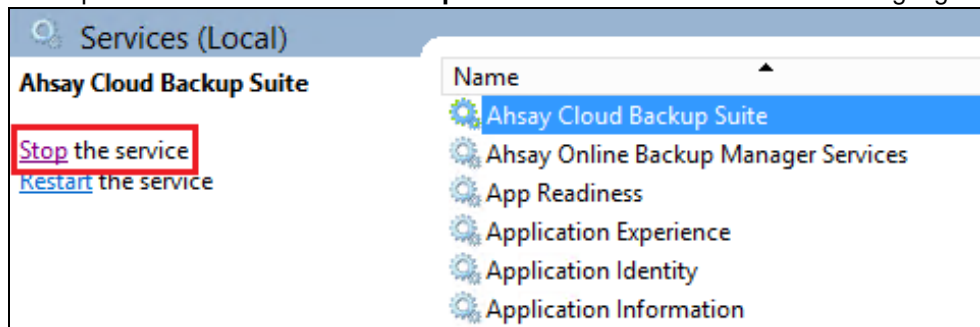 Services (Local)
Ahsay Cloud Backup Suite
Stop the service
Restart the service
Name
Ahsay Cloud Backup Suite
Ahsay Online Backup Manager Services
App Readiness
Application Experience
Application Identity
Application Information